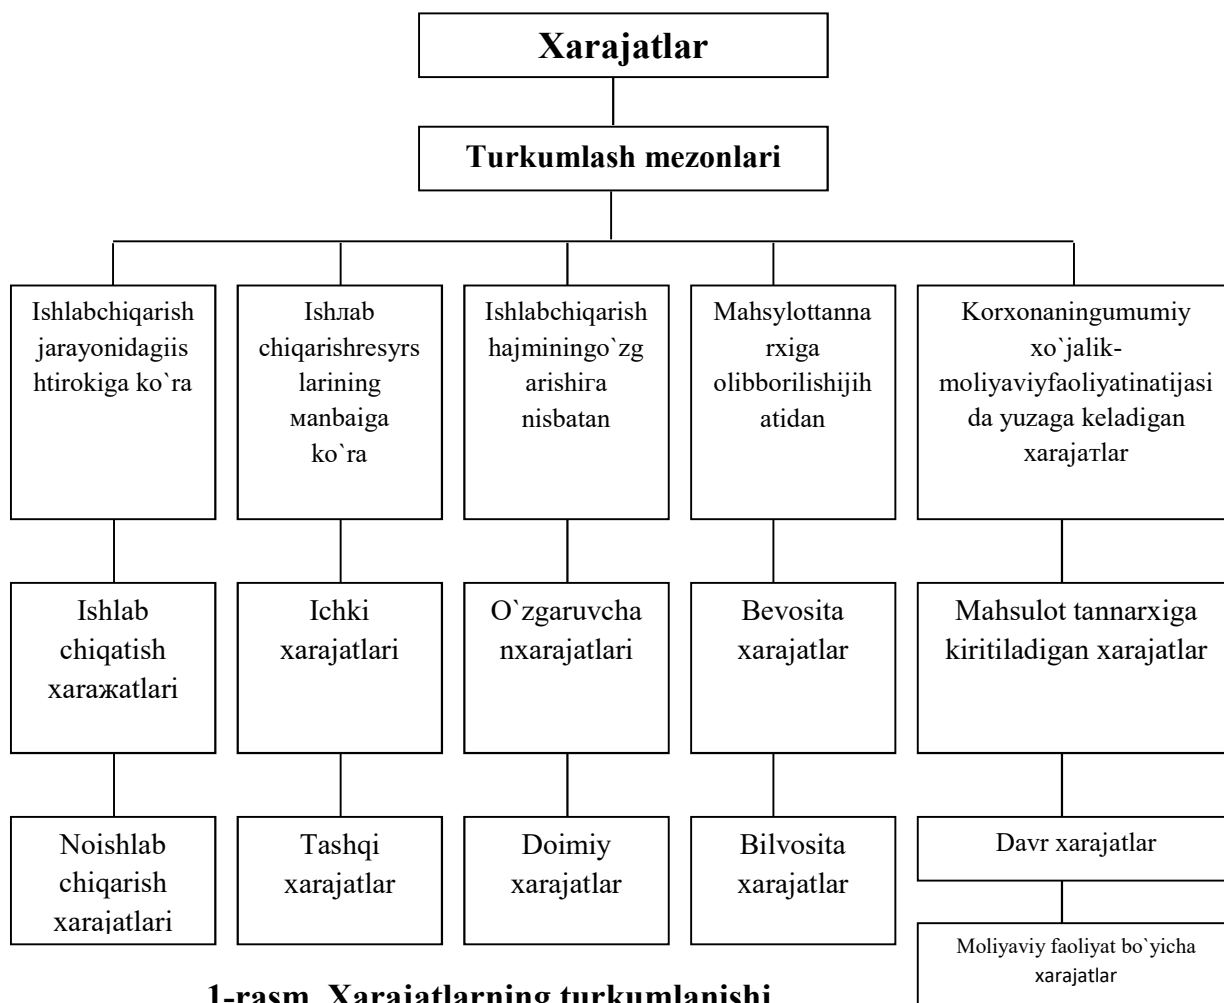 Xarajatlar
Turkumlash mezonlari
Ishlabchiqarish
jarayonidagiis
htirokiga ko`ra
Ishлab
chiqarishresyrs
larining
мanbaiga
ko`ra
Ishlabchiqarish
hajminingo`zg
arishiга
nisbatan
Mahsylottanna
rxiga
olibborilishijih
atidan
Korxonaningumumiy
xo`jalik-
moliyaviyfaoliyatinatijasi
da yuzaga keladigan
xarajaтlar
Ishlab
chiqatish
xaraжatlari
Ichki
xarajatlari
O`zgaruvcha
nxarajatlari
Bevosita
xarajatlar
Mahsulot tannarxiga
kiritiladigan xarajatlar
Noishlab
chiqarish
xarajatlari
Tashqi
xarajatlar
Doimiy
xarajatlar
Bilvosita
xarajatlar
Davr xarajatlar
Moliyaviy faoliyat bo`yicha
xarajatlar
1-rasm. Xarajatlarning turkumlanishi